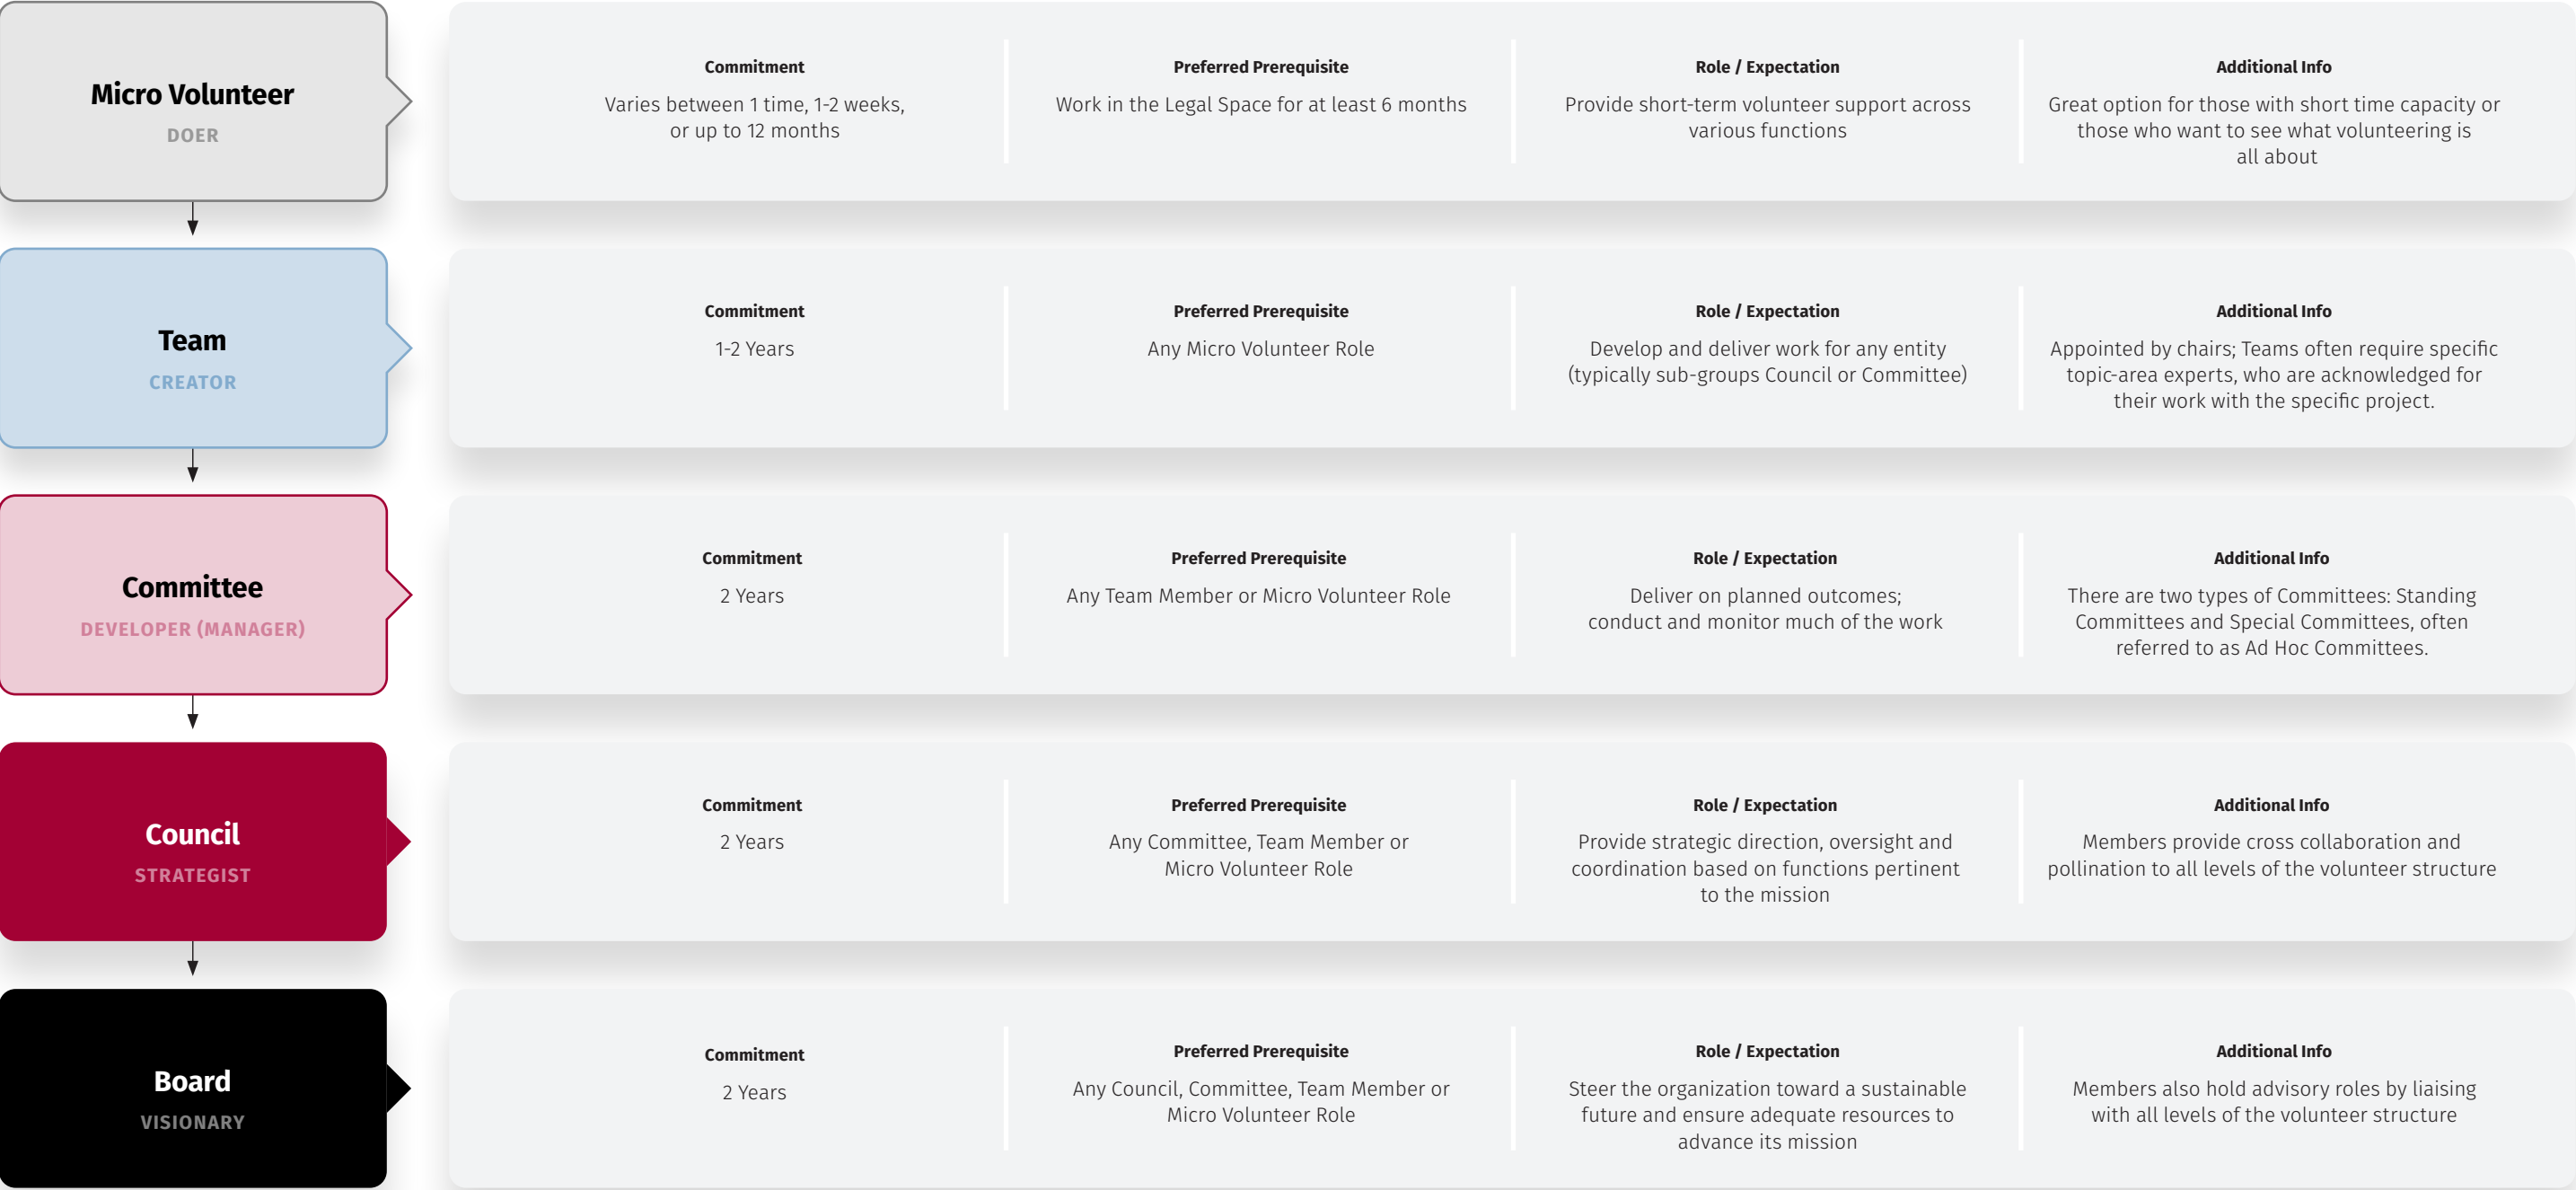 Micro Volunteer
DOER
Commitment
Varies between 1 time, 1-2 weeks,
or up to 12 months
Preferred Prerequisite
Work in the Legal Space for at least 6 months
Role / Expectation
Provide short-term volunteer support across
various functions
Additional Info
Great option for those with short time capacity or
those who want to see what volunteering is
all about
Team
CREATOR
Commitment
1-2 Years
Preferred Prerequisite
Any Micro Volunteer Role
Role / Expectation
Develop and deliver work for any entity
(typically sub-groups Council or Committee)
Additional Info
Appointed by chairs; Teams often require specific
topic-area experts, who are acknowledged for
their work with the specific project.
Committee
DEVELOPER (MANAGER)
Commitment
2 Years
Preferred Prerequisite
Any Team Member or Micro Volunteer Role
Role / Expectation
Deliver on planned outcomes;
conduct and monitor much of the work
Additional Info
There are two types of Committees: Standing
Committees and Special Committees, often
referred to as Ad Hoc Committees.
Council
STRATEGIST
Commitment
2 Years
Preferred Prerequisite
Any Committee, Team Member or
Micro Volunteer Role
Role / Expectation
Provide strategic direction, oversight and
coordination based on functions pertinent
to the mission
Additional Info
Members provide cross collaboration and
pollination to all levels of the volunteer structure
Board
VISIONARY
Commitment
2 Years
Preferred Prerequisite
Any Council, Committee, Team Member or
Micro Volunteer Role
Role / Expectation
Steer the organization toward a sustainable
future and ensure adequate resources to
advance its mission
Additional Info
Members also hold advisory roles by liaising
with all levels of the volunteer structure